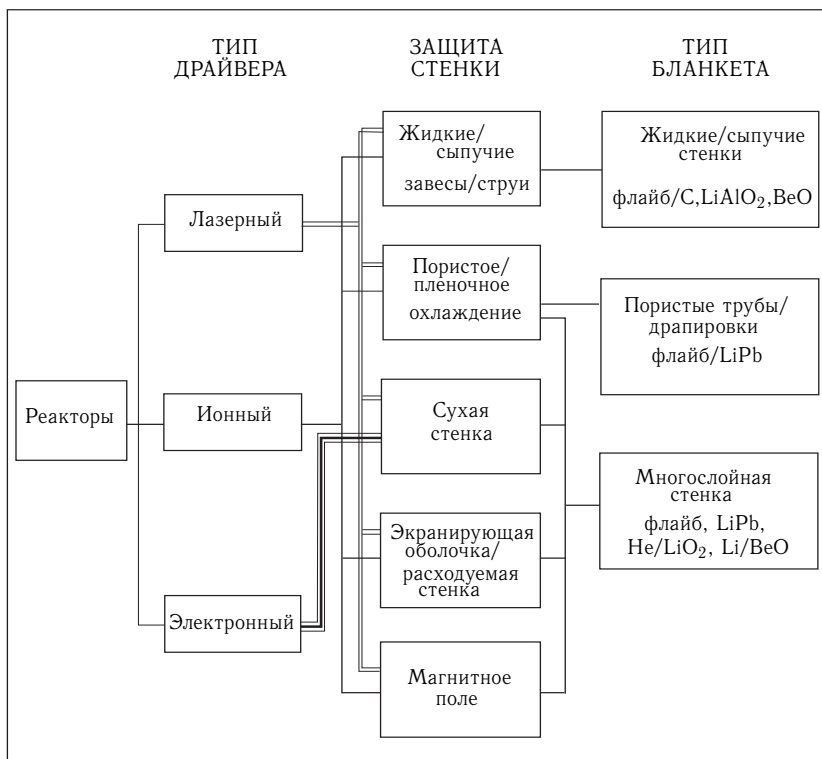 ТИП
ДРАЙВЕРА
ЗАЩИТА
СТЕНКИ
ТИП
БЛАНКЕТА
Реакторы
Лазерный
Ионный
Электронный
Жидкие/
сыпучие
завесы/струи
Пористое/
пленочное
охлаждение
Сухая
стенка
Экранирующая
оболочка/
расходуемая
стенка
Магнитное
поле
Жидкие/сыпучие
стенки
флайб/C,LiAlO₂,BeO
Пористые трубы/
драпировки
флайб/LiPb
Многослойная
стенка
флайб, LiPb,
He/LiO₂, Li/BeO